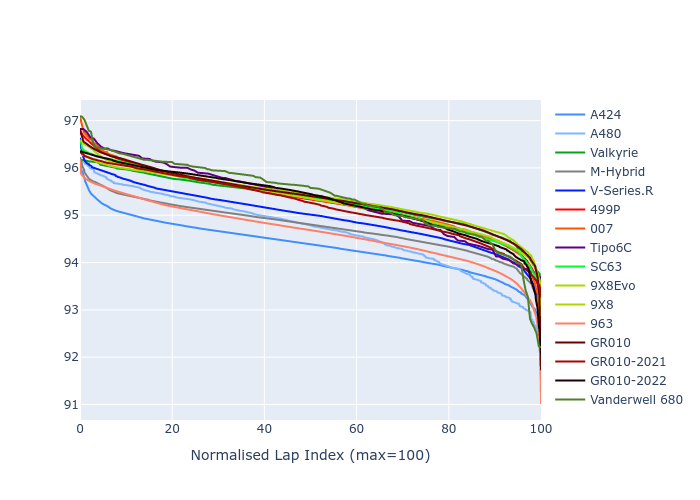 97
96
95
94
93
92
91
0
20
40
60
80
100
Normalised Lap Index (max=100)
A424
A480
Valkyrie
M-Hybrid
V-Series.R
499P
007
Tipo6C
SC63
9X8Evo
9X8
963
GR010
GR010-2021
GR010-2022
Vanderwell 680